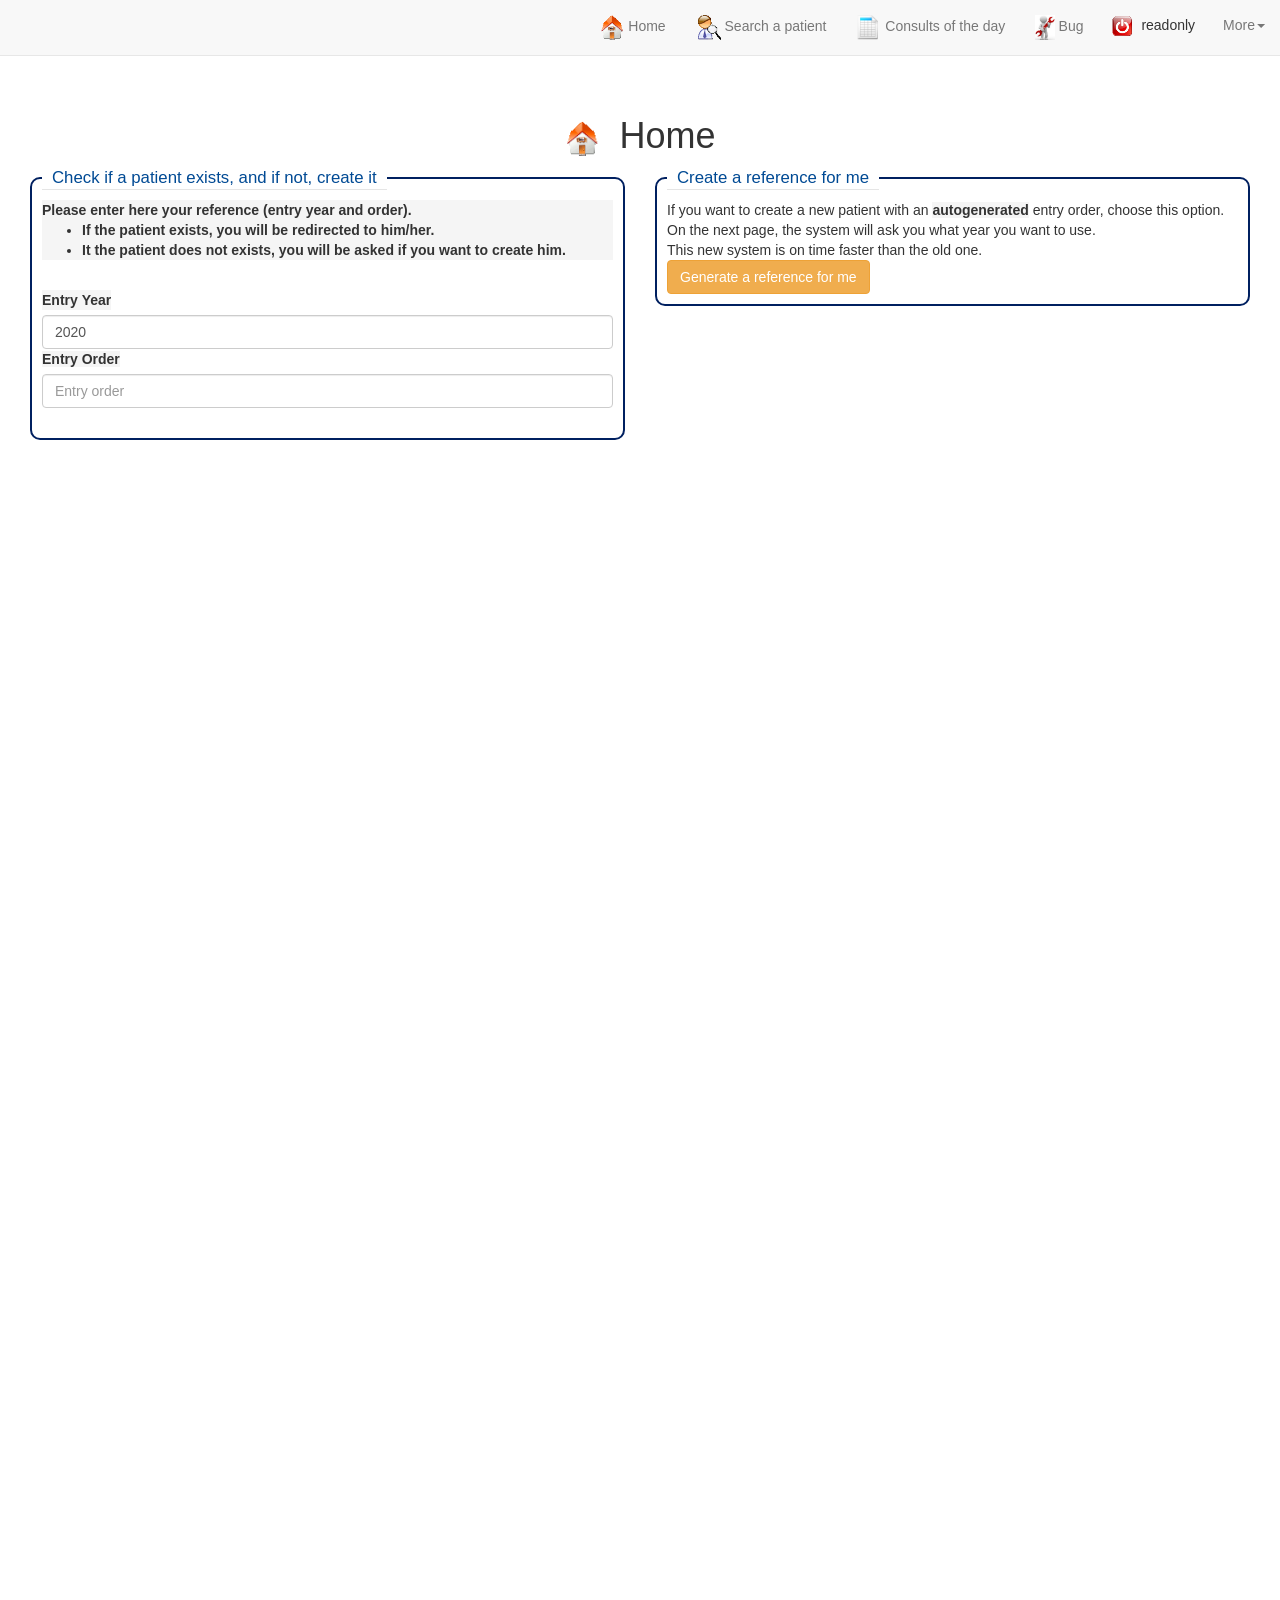 Home Search a patient Consults of the day Bug readonly More
Home
Check if a patient exists, and if not, create it
Please enter here your reference (entry year and order).
If the patient exists, you will be redirected to him/her.
It the patient does not exists, you will be asked if you want to create him.
Entry Year
2020
Entry Order
Entry order
Create a reference for me
If you want to create a new patient with an autogenerated entry order, choose this option.
On the next page, the system will ask you what year you want to use.
This new system is on time faster than the old one.
Generate a reference for me